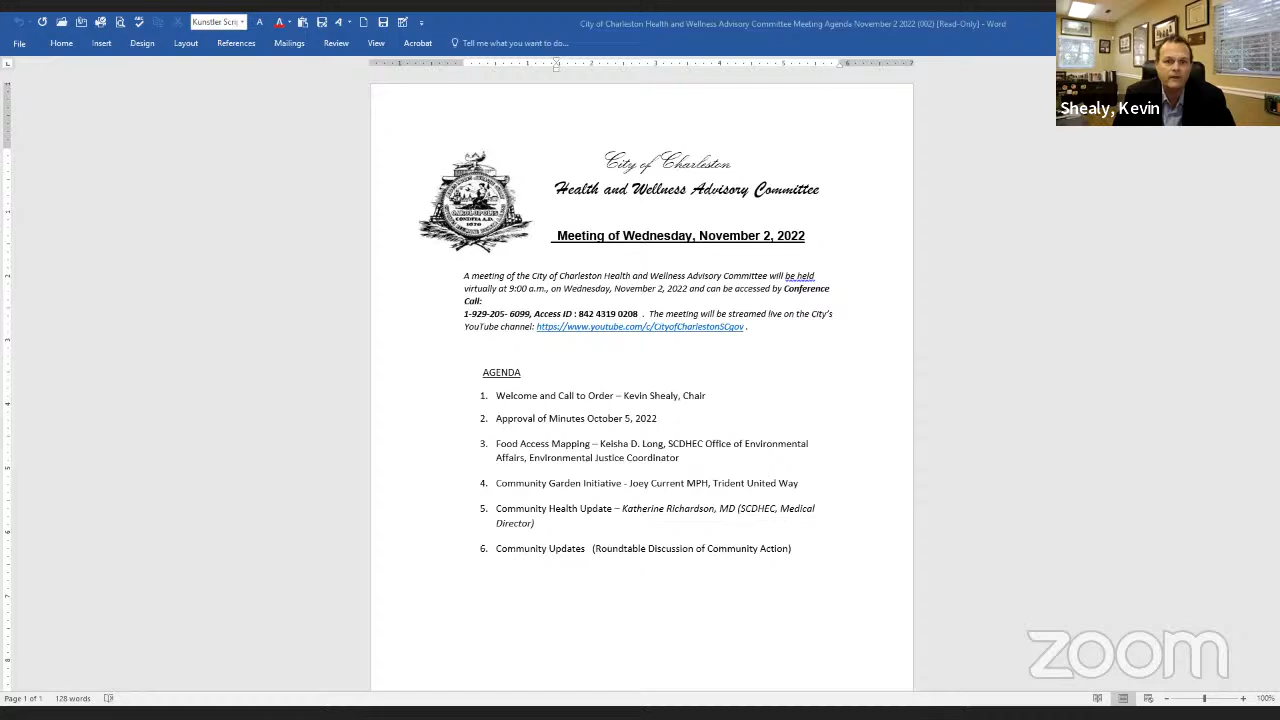 Kunstler Scri
City of Charleston Health and Wellness Advisory Committee Meeting Agenda November 2 2022 (002) [Read-Only] - Word
File Home Insert Design Layout References Mailings Review View Acrobat Tell me what you want to do...
Shealy, Kevin
City of Charleston
Health and Wellness Advisory Committee
CAROLOPOLIS
CONDITA A.D.
1670
Meeting of Wednesday, November 2, 2022
A meeting of the City of Charleston Health and Wellness Advisory Committee will be held
virtually at 9:00 a.m., on Wednesday, November 2, 2022 and can be accessed by Conference
Call:
1-929-205- 6099, Access ID : 842 4319 0208 . The meeting will be streamed live on the City's
YouTube channel: https://www.youtube.com/c/CityofCharlestonSCgov .
AGENDA
1. Welcome and Call to Order – Kevin Shealy, Chair
2. Approval of Minutes October 5, 2022
3. Food Access Mapping – Keisha D. Long, SCDHEC Office of Environmental
Affairs, Environmental Justice Coordinator
4. Community Garden Initiative - Joey Current MPH, Trident United Way
5. Community Health Update – Katherine Richardson, MD (SCDHEC, Medical
Director)
6. Community Updates (Roundtable Discussion of Community Action)
zoom
Page 1 of 1 128 words 100%